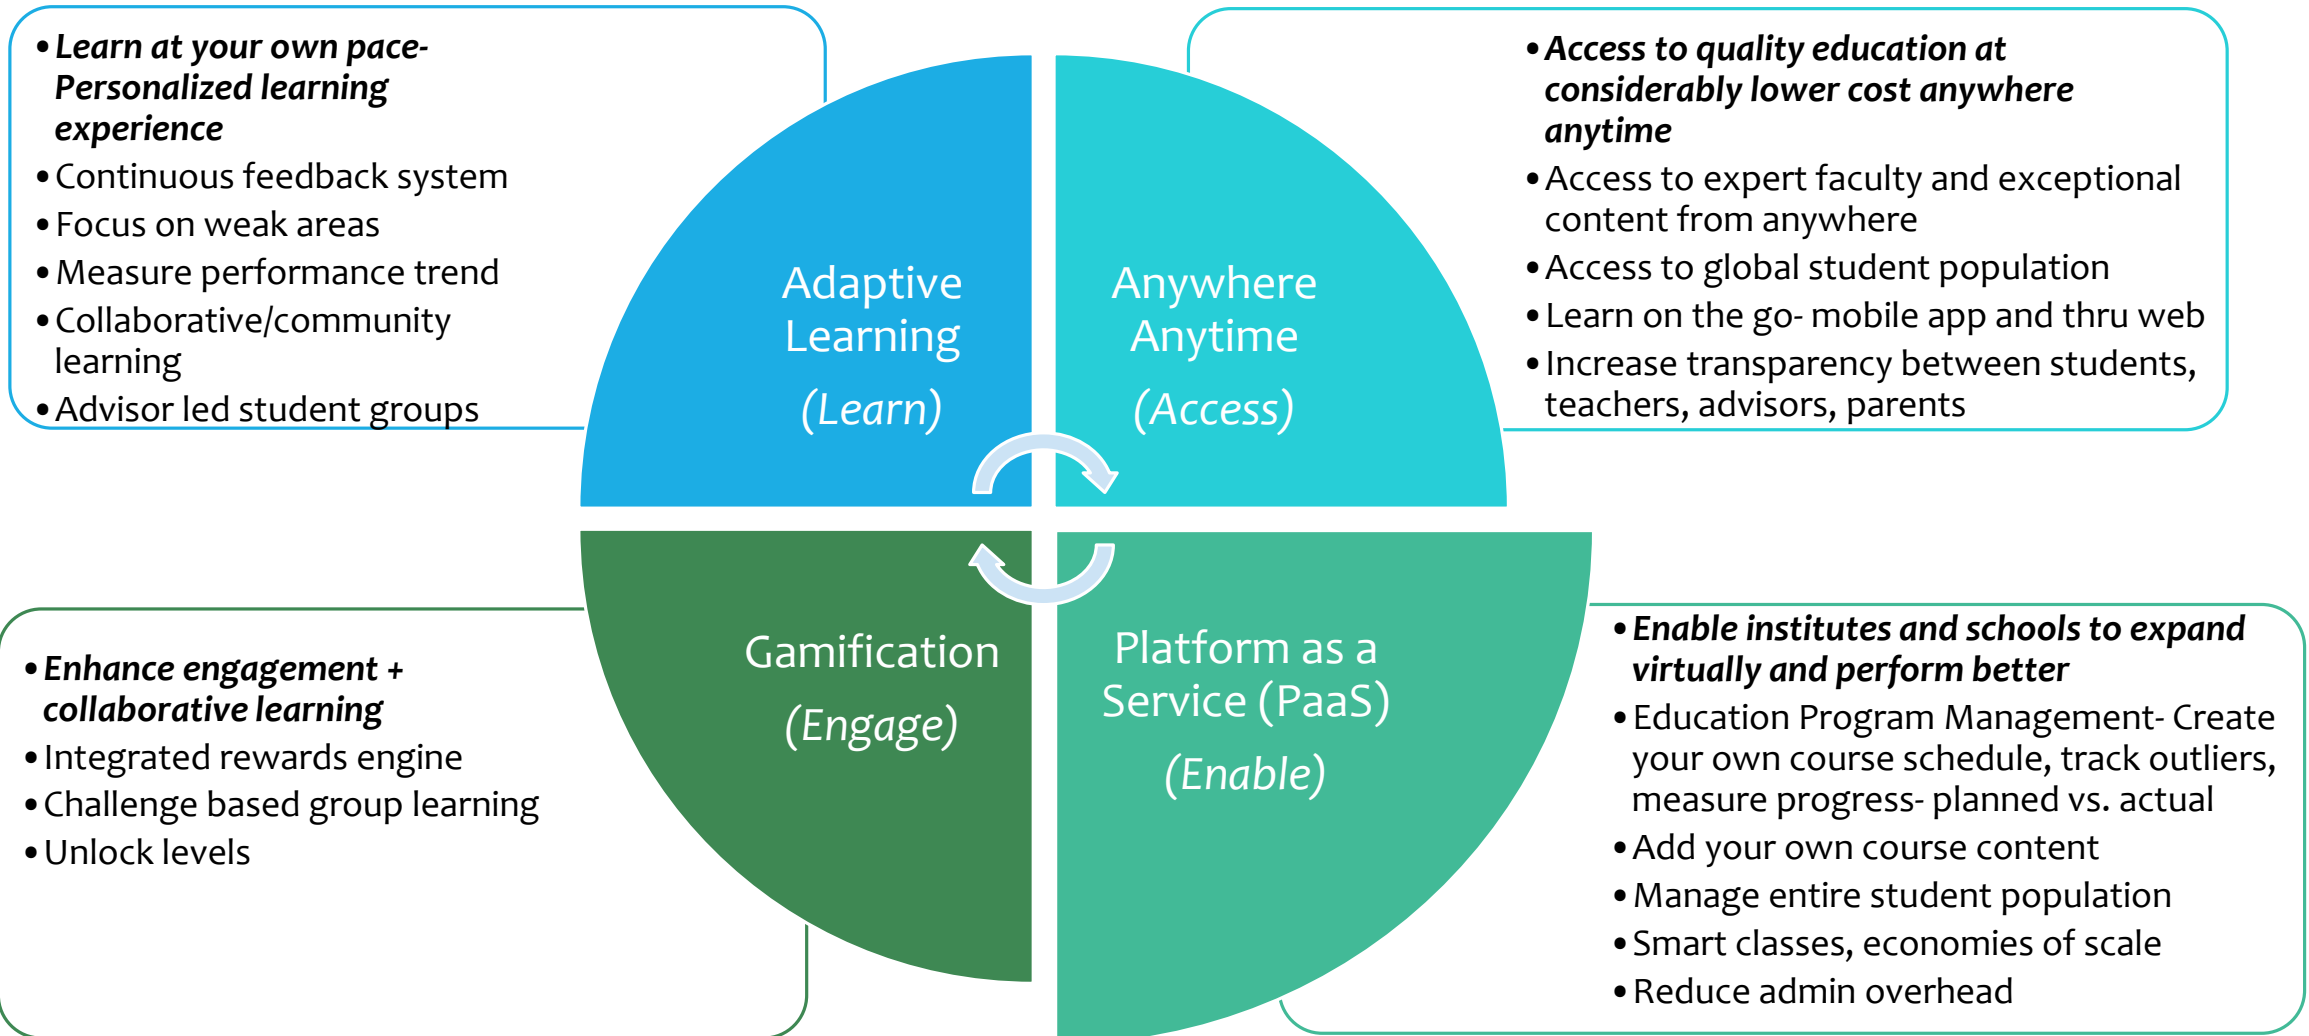 •Learn at your own pace-
Personalized learning
experience
•Continuous feedback system
•Focus on weak areas
•Measure performance trend
•Collaborative/community
learning
•Advisor led student groups
Adaptive
Learning
(Learn)
Anywhere
Anytime
(Access)
•Access to quality education at
considerably lower cost anywhere
anytime
•Access to expert faculty and exceptional
content from anywhere
•Access to global student population
•Learn on the go- mobile app and thru web
•Increase transparency between students,
teachers, advisors, parents
•Enhance engagement +
collaborative learning
•Integrated rewards engine
•Challenge based group learning
•Unlock levels
Gamification
(Engage)
Platform as a
Service (PaaS)
(Enable)
•Enable institutes and schools to expand
virtually and perform better
•Education Program Management- Create
your own course schedule, track outliers,
measure progress- planned vs. actual
•Add your own course content
•Manage entire student population
•Smart classes, economies of scale
•Reduce admin overhead